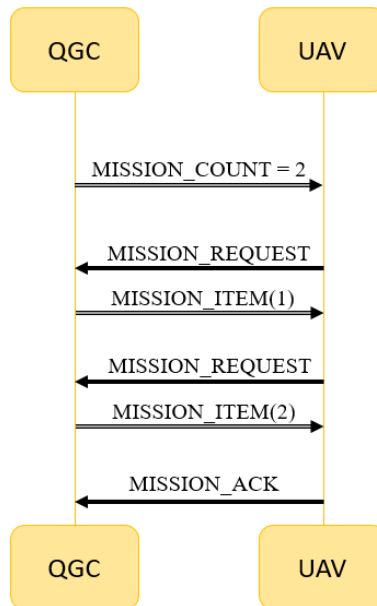 QGC
UAV
MISSION_COUNT = 2
MISSION_REQUEST
MISSION_ITEM(1)
MISSION_REQUEST
MISSION_ITEM(2)
MISSION_ACK
QGC
UAV